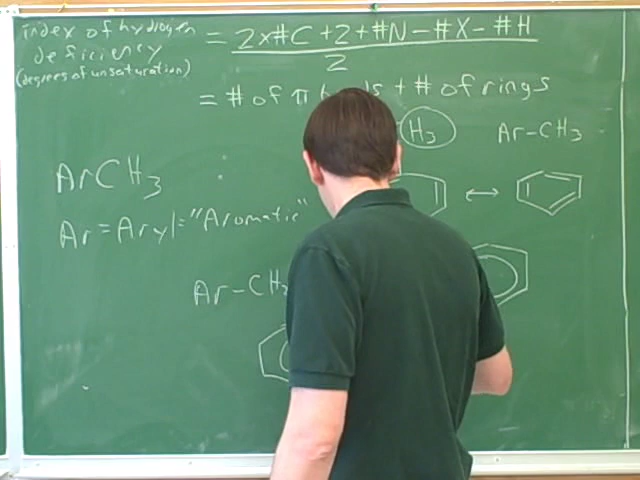 index of hydrogen
deficiency
(degrees of unsaturation)
= 2x#C +2+#N-#X-#H
2
= # of π + # of rings
H3
Ar-CH3
ArCH3
Ar=Aryl="Aromatic"
Ar-CH